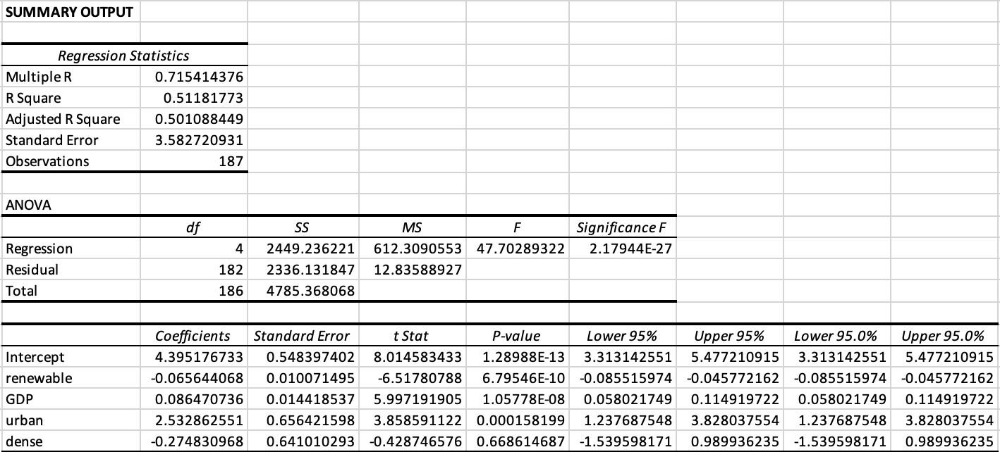 SUMMARY OUTPUT
Regression Statistics
Multiple R 0.715414376
R Square 0.51181773
Adjusted R Square 0.501088449
Standard Error 3.582720931
Observations 187
ANOVA
df SS MS F Significance F
Regression 4 2449.236221 612.3090553 47.70289322 2.17944E-27
Residual 182 2336.131847 12.83588927
Total 186 4785.368068
Coefficients Standard Error t Stat P-value Lower 95% Upper 95% Lower 95.0% Upper 95.0%
Intercept 4.395176733 0.548397402 8.014583433 1.28988E-13 3.313142551 5.477210915 3.313142551 5.477210915
renewable -0.065644068 0.010071495 -6.51780788 6.79546E-10 -0.085515974 -0.045772162 -0.085515974 -0.045772162
GDP 0.086470736 0.014418537 5.997191905 1.05778E-08 0.058021749 0.114919722 0.058021749 0.114919722
urban 2.532862551 0.656421598 3.858591122 0.000158199 1.237687548 3.828037554 1.237687548 3.828037554
dense -0.274830968 0.641010293 -0.428746576 0.668614687 -1.539598171 0.989936235 -1.539598171 0.989936235